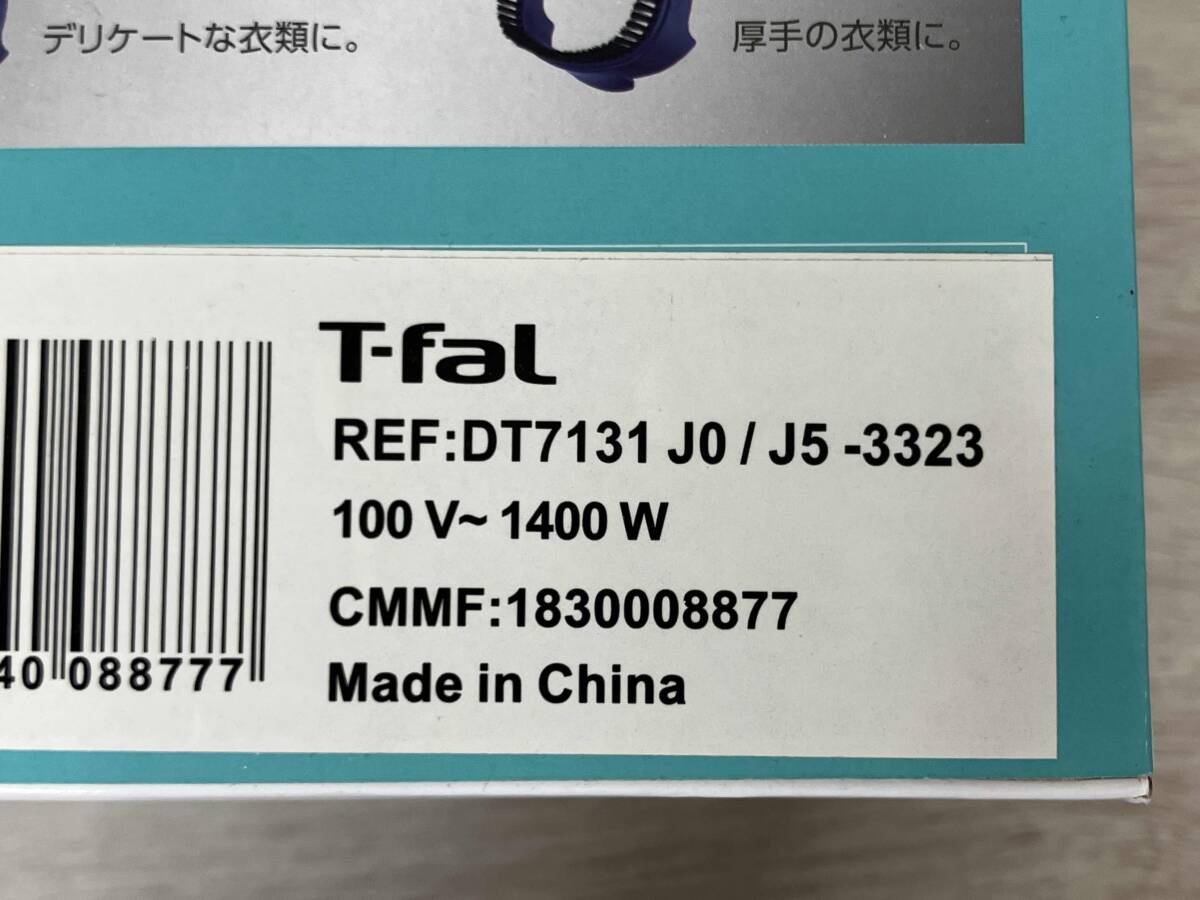 デリケートな衣類に。
厚手の衣類に。
T-faL
REF:DT7131 J0 / J5 -3323
100 V~ 1400 W
CMMF:1830008877
Made in China
40 088777